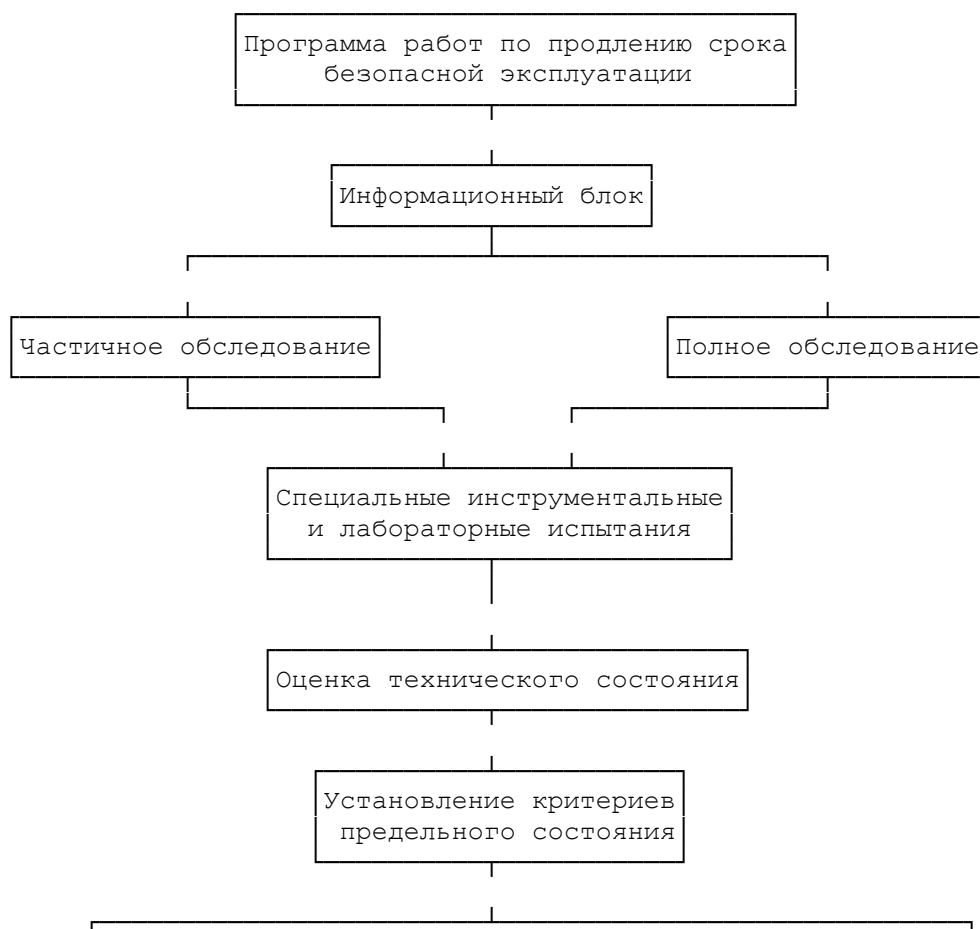 Программа работ по продлению срока
безопасной эксплуатации
Информационный блок
Частичное обследование
Полное обследование
Специальные инструментальные
и лабораторные испытания
Оценка технического состояния
Установление критериев
предельного состояния